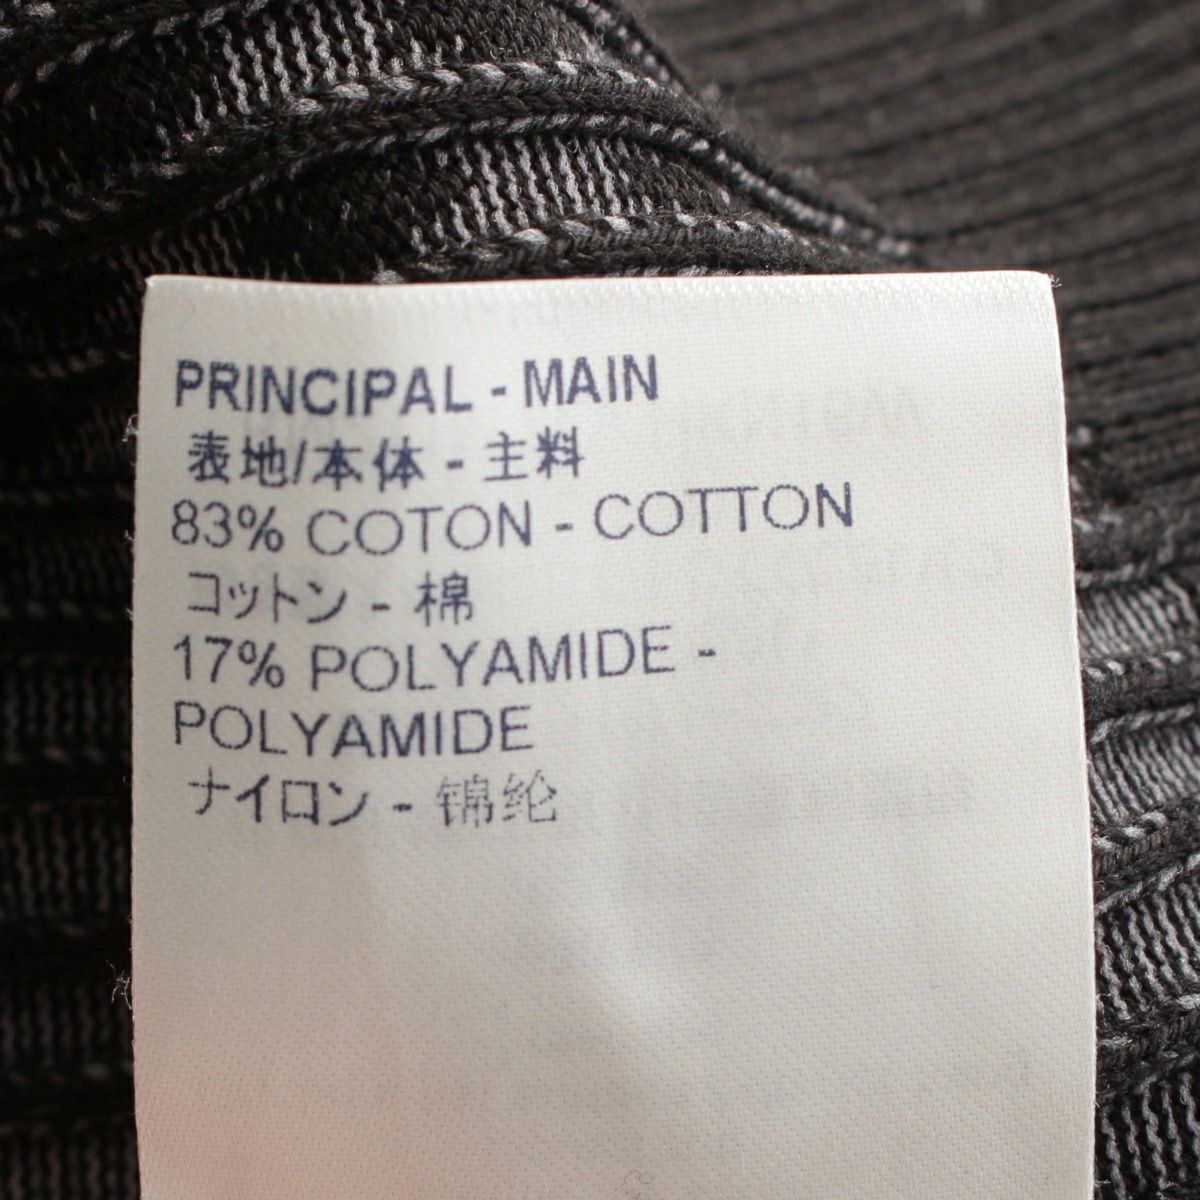 PRINCIPAL - MAIN
表地/本体 - 主料
83% COTON - COTTON
コットン - 棉
17% POLYAMIDE -
POLYAMIDE
ナイロン - 锦纶